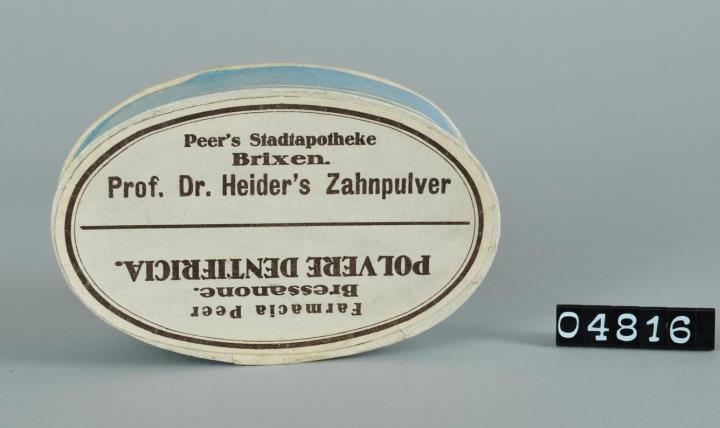 Peer's Stadtapotheke
Brixen.
Prof. Dr. Heider's Zahnpulver
Farmacia Peer
Bressanone.
POLVERE DENTIFRICIA.
04816